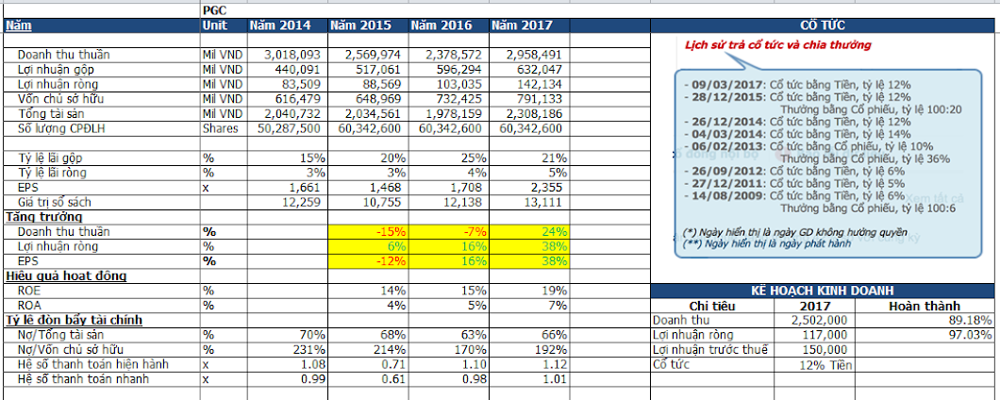 PGC
Năm Unit Năm 2014 Năm 2015 Năm 2016 Năm 2017
Doanh thu thuần Mil VND 3,018,093 2,569,974 2,378,572 2,958,491
Lợi nhuận gộp Mil VND 440,091 517,061 596,294 632,047
Lợi nhuận ròng Mil VND 83,509 88,569 103,035 142,134
Vốn chủ sở hữu Mil VND 616,479 648,969 732,425 791,133
Tổng tài sản Mil VND 2,040,732 2,034,561 1,978,159 2,308,186
Số lượng CPĐLH Shares 50,287,500 60,342,600 60,342,600 60,342,600
Tỷ lệ lãi gộp % 15% 20% 25% 21%
Tỷ lệ lãi ròng % 3% 3% 4% 5%
EPS x 1,661 1,468 1,708 2,355
Giá trị sổ sách 12,259 10,755 12,138 13,111
Tăng trưởng
Doanh thu thuần % -15% -7% 24%
Lợi nhuận ròng % 6% 16% 38%
EPS % -12% 16% 38%
Hiệu quả hoạt động
ROE % 14% 15% 19%
ROA % 4% 5% 7%
Tỷ lệ đòn bẩy tài chính
Nợ/Tổng tài sản % 70% 68% 63% 66%
Nợ/Vốn chủ sở hữu % 231% 214% 170% 192%
Hệ số thanh toán hiện hành x 1.08 0.71 1.10 1.12
Hệ số thanh toán nhanh x 0.99 0.61 0.98 1.01
CỔ TỨC
Lịch sử trả cổ tức và chia thưởng
- 09/03/2017: Cổ tức bằng Tiền, tỷ lệ 12%
- 28/12/2015: Cổ tức bằng Tiền, tỷ lệ 12%
Thưởng bằng Cổ phiếu, tỷ lệ 100:20
- 26/12/2014: Cổ tức bằng Tiền, tỷ lệ 12%
- 04/03/2014: Cổ tức bằng Tiền, tỷ lệ 14%
- 06/02/2013: Cổ tức bằng Cổ phiếu, tỷ lệ 10%
Thưởng bằng Cổ phiếu, tỷ lệ 36%
- 26/09/2012: Cổ tức bằng Tiền, tỷ lệ 6%
- 27/12/2011: Cổ tức bằng Tiền, tỷ lệ 5%
- 14/08/2009: Cổ tức bằng Tiền, tỷ lệ 6%
Xem tất cả
Thưởng bằng Cổ phiếu, tỷ lệ 100:6
(*) Ngày hiển thị là ngày GD không hưởng quyền
(**) Ngày hiển thị là ngày phát hành
KẾ HOẠCH KINH DOANH
Chỉ tiêu 2017 Hoàn thành
Doanh thu 2,502,000 89.18%
Lợi nhuận ròng 117,000 97.03%
Lợi nhuận trước thuế 150,000
Cổ tức 12% Tiền